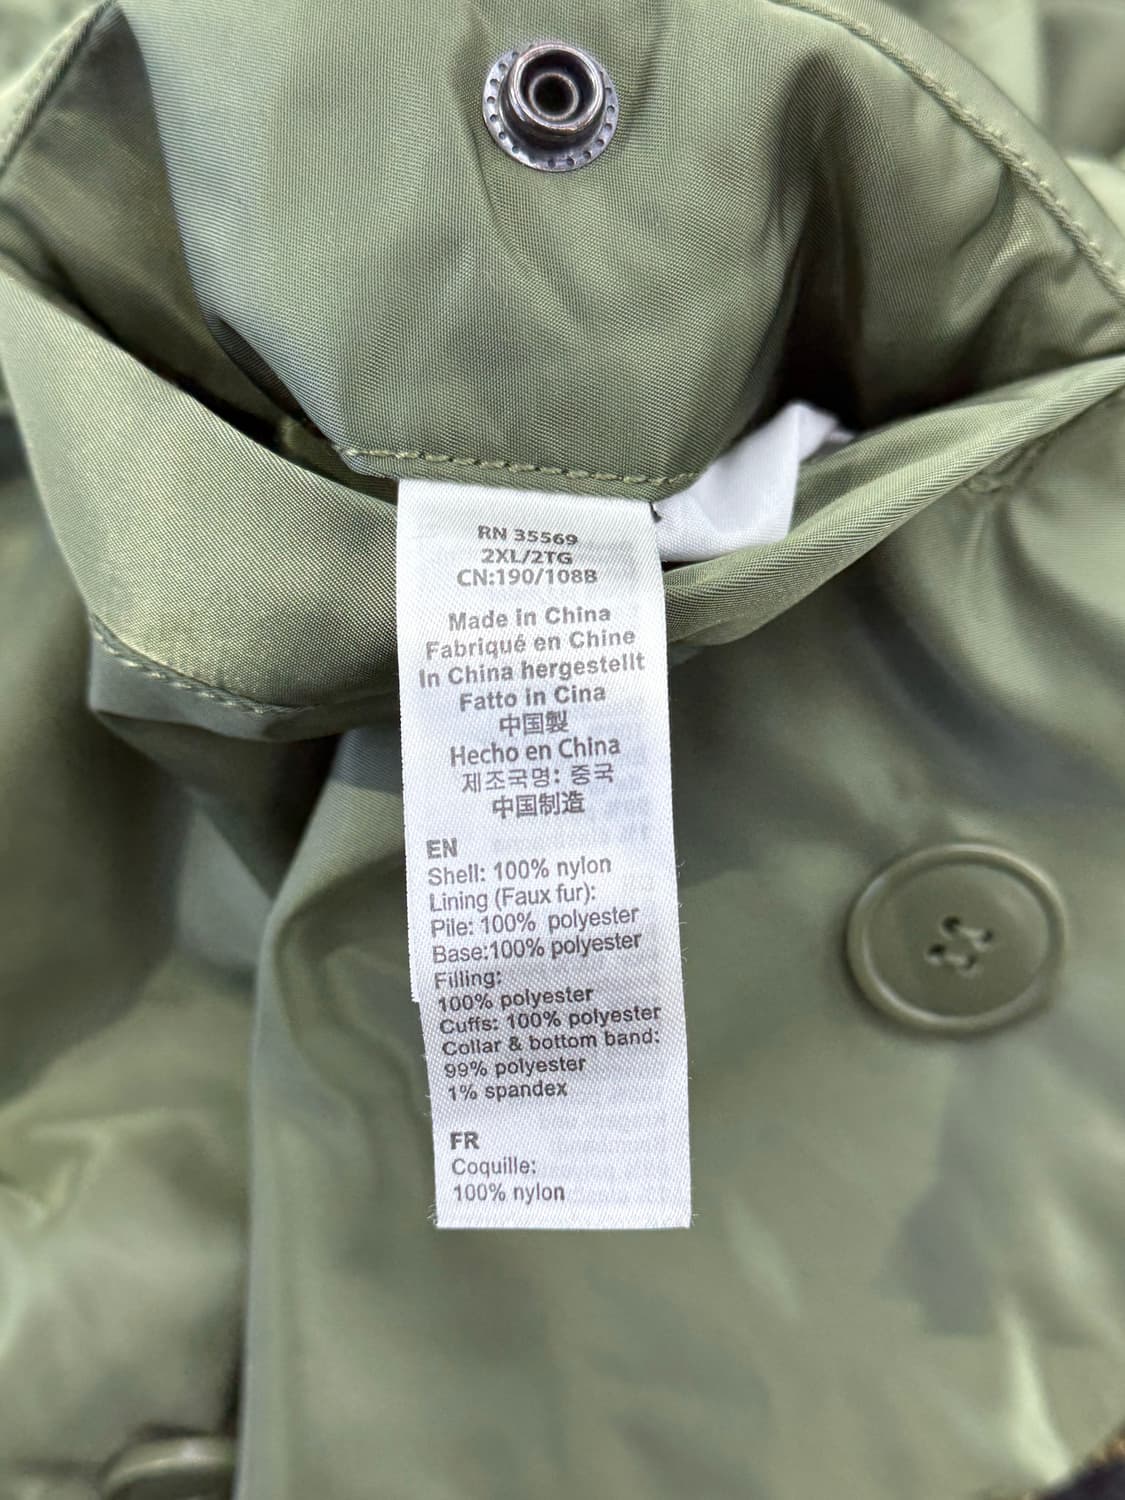 RN 35569
2XL/2TG
CN:190/108B
Made in China
Fabriqué en Chine
In China hergestellt
Fatto in Cina
中国製
Hecho en China
제조국명: 중국
中国制造
EN
Shell: 100% nylon
Lining (Faux fur):
Pile: 100% polyester
Base:100% polyester
Filling:
100% polyester
Cuffs: 100% polyester
Collar & bottom band:
99% polyester
1% spandex
FR
Coquille:
100% nylon